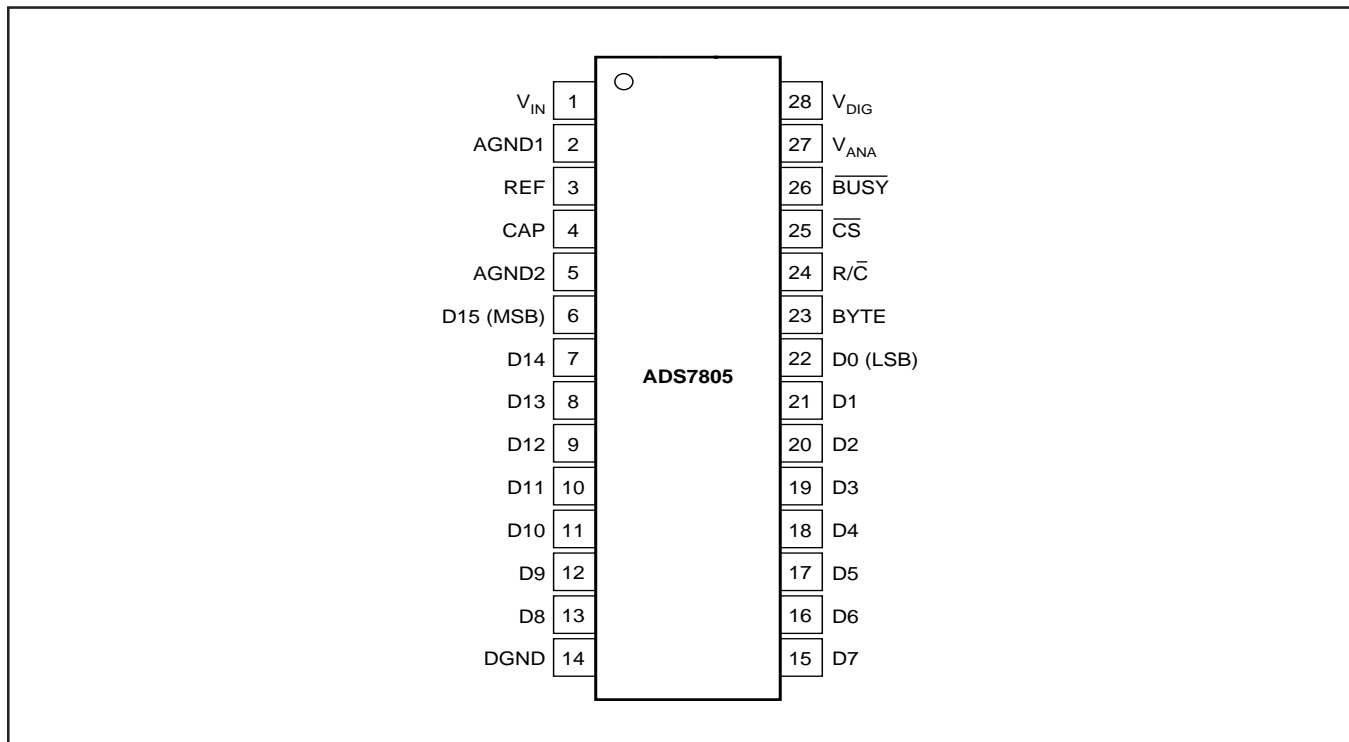 V_IN 1 28 V_DIG
AGND1 2 27 V_ANA
REF 3 26 B̅U̅S̅Y̅
CAP 4 25 C̅S̅
AGND2 5 24 R/C̅
D15 (MSB) 6 23 BYTE
D14 7 22 D0 (LSB)
ADS7805
D13 8 21 D1
D12 9 20 D2
D11 10 19 D3
D10 11 18 D4
D9 12 17 D5
D8 13 16 D6
DGND 14 15 D7